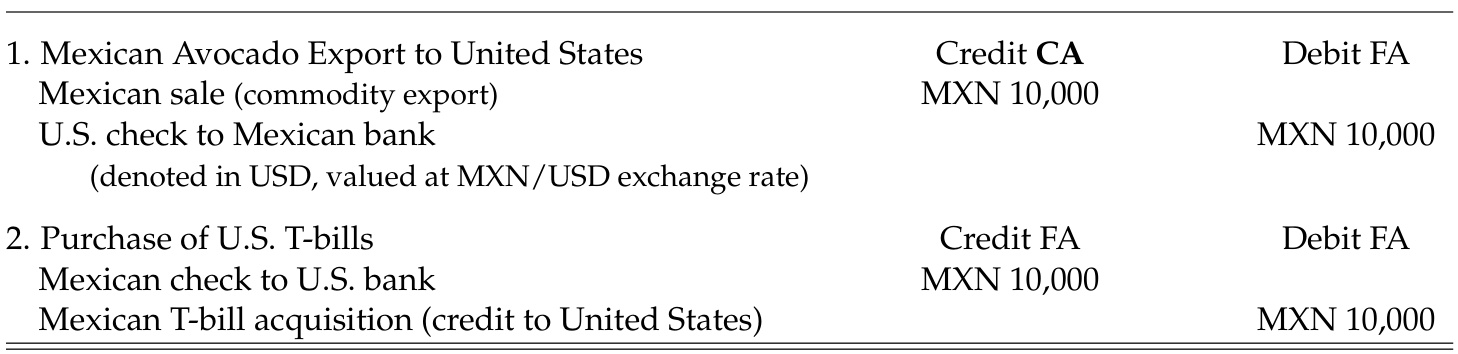 1. Mexican Avocado Export to United States Credit CA Debit FA
Mexican sale (commodity export) MXN 10,000
U.S. check to Mexican bank MXN 10,000
(denoted in USD, valued at MXN/USD exchange rate)
2. Purchase of U.S. T-bills Credit FA Debit FA
Mexican check to U.S. bank MXN 10,000
Mexican T-bill acquisition (credit to United States) MXN 10,000